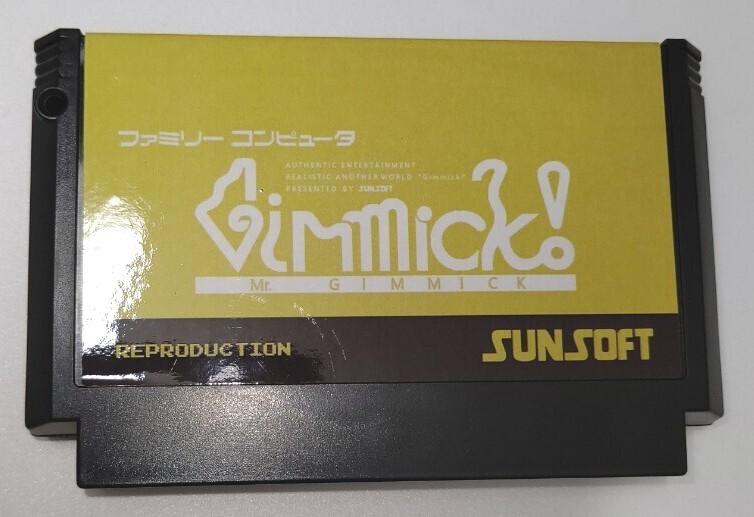 ファミリー コンピュータ
AUTHENTIC ENTERTAINMENT
REALISTIC ANOTHER WORLD "Gimmick!"
PRESENTED BY SUNSOFT
Gimmick!
Mr. GIMMICK
REPRODUCTION
SUNSOFT